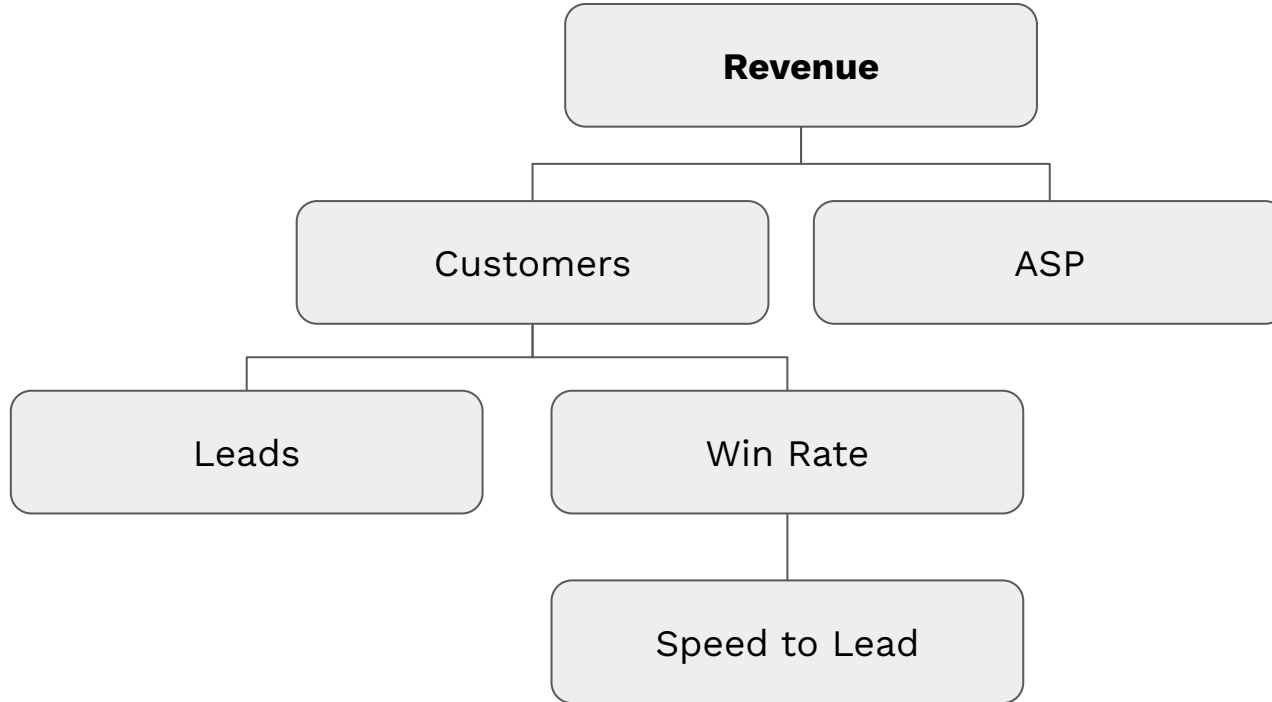 Revenue
Customers
ASP
Leads
Win Rate
Speed to Lead